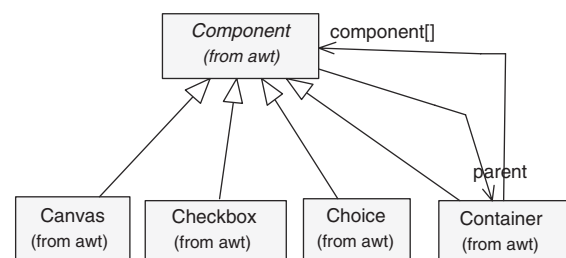 Component
(from awt)
component[]
parent
Canvas
(from awt)
Checkbox
(from awt)
Choice
(from awt)
Container
(from awt)